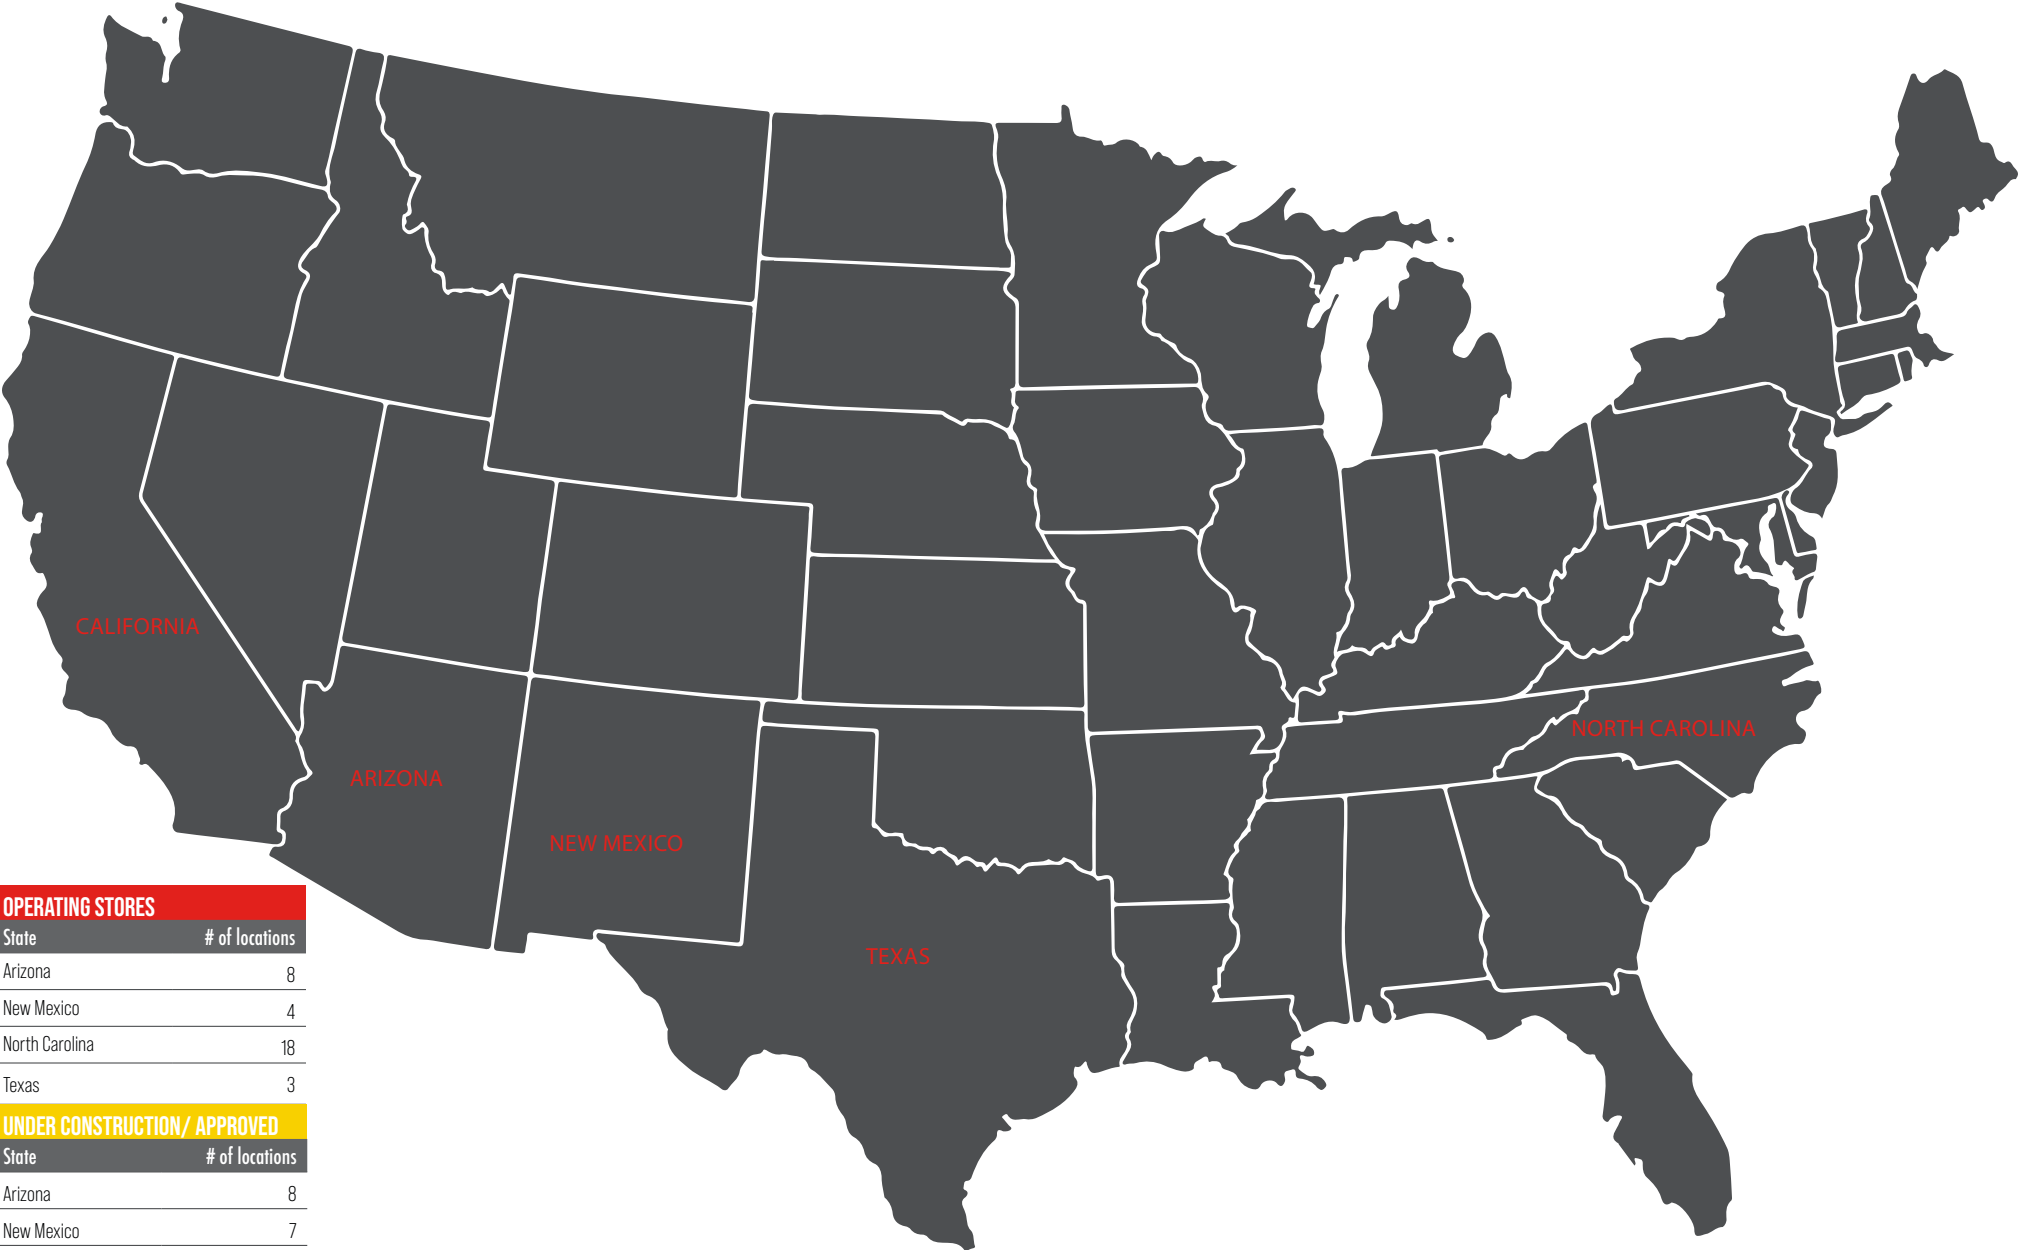 CALIFORNIA
NORTH CAROLINA
ARIZONA
NEW MEXICO
TEXAS
OPERATING STORES
State # of locations
Arizona 8
New Mexico 4
North Carolina 18
Texas 3
UNDER CONSTRUCTION/ APPROVED
State # of locations
Arizona 8
New Mexico 7